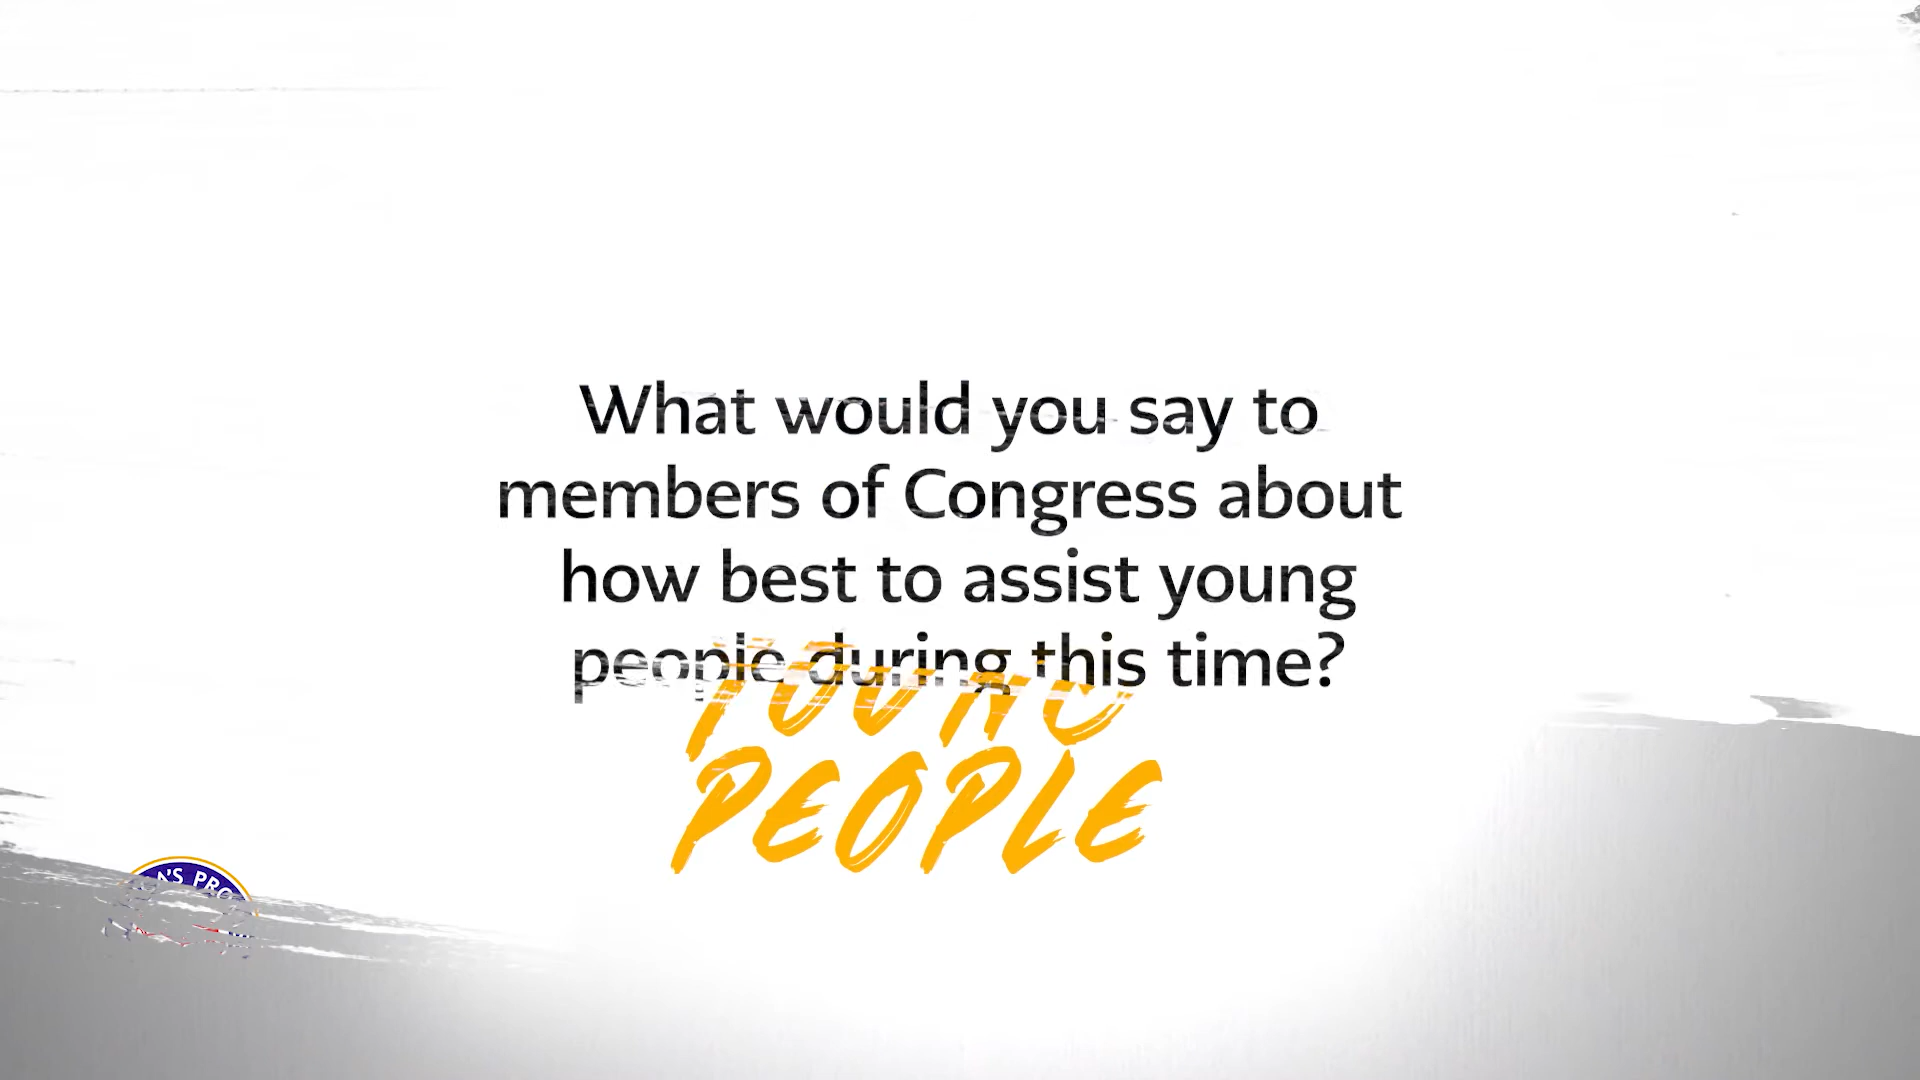 What would you say to
members of Congress about
how best to assist young
people during this time?
YOUNG
PEOPLE